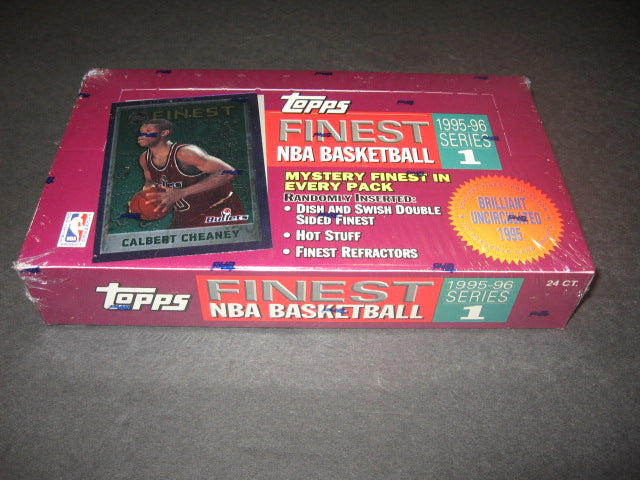 TOPPS
FINEST
NBA BASKETBALL
1995-96
SERIES
1
MYSTERY FINEST IN
EVERY PACK
RANDOMLY INSERTED:
• DISH AND SWISH DOUBLE
SIDED FINEST
• HOT STUFF
• FINEST REFRACTORS
BRILLIANT
UNCIRCULATED
1995
FINEST
Bullets
CALBERT CHEANEY
NBA
TOPPS
FINEST
NBA BASKETBALL
1995-96
SERIES
1
24 CT.